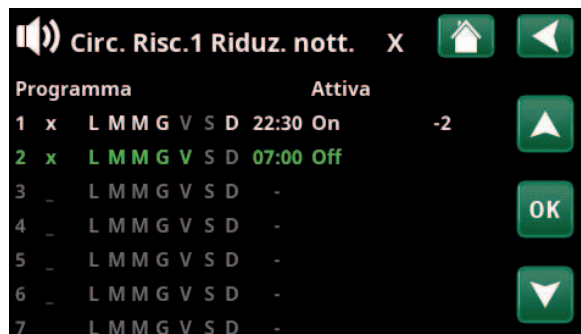 Circ. Risc.1 Riduz. nott. X
Programma Attiva
1 x L M M G V S D 22:30 On -2
2 x L M M G V S D 07:00 Off
3 _ L M M G V S D -
4 _ L M M G V S D -
OK
5 _ L M M G V S D -
6 _ L M M G V S D -
7 L M M G V S D -